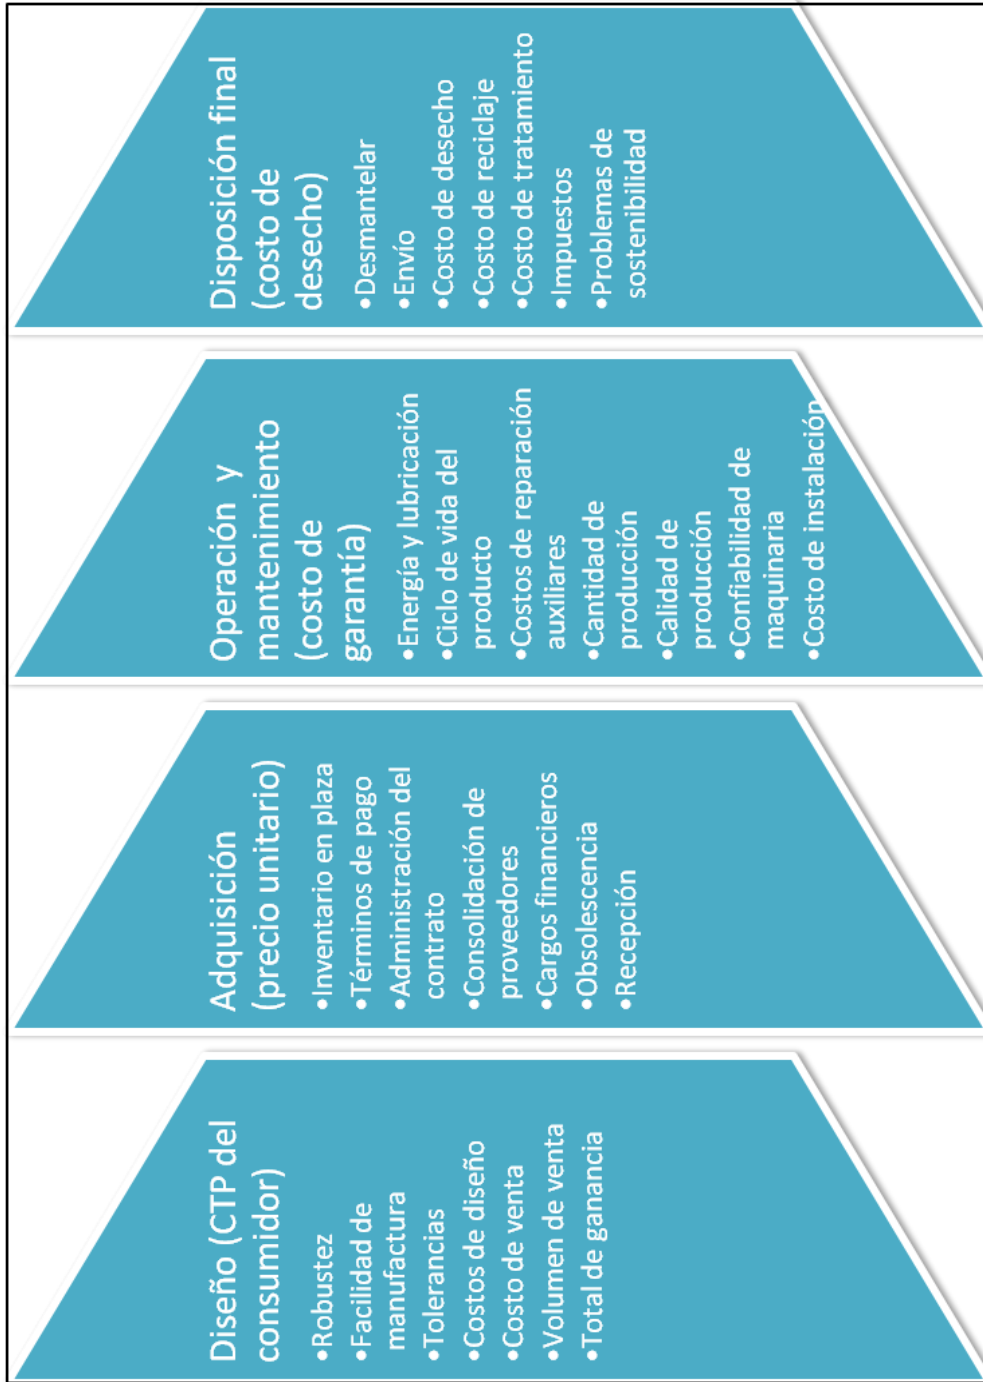 Diseño (CTP del
consumidor)
•Robustez
•Facilidad de
manufactura
•Tolerancias
•Costos de diseño
•Costo de venta
•Volumen de venta
•Total de ganancia
Adquisición
(precio unitario)
•Inventario en plaza
•Términos de pago
•Administración del
contrato
•Consolidación de
proveedores
•Cargos financieros
•Obsolescencia
•Recepción
Operación y
mantenimiento
(costo de
garantía)
•Energía y lubricación
•Ciclo de vida del
producto
•Costos de reparación
auxiliares
•Cantidad de
producción
•Calidad de
producción
•Confiabilidad de
maquinaria
•Costo de instalación
Disposición final
(costo de
desecho)
•Desmantelar
•Envío
•Costo de desecho
•Costo de reciclaje
•Costo de tratamiento
•Impuestos
•Problemas de
sostenibilidad